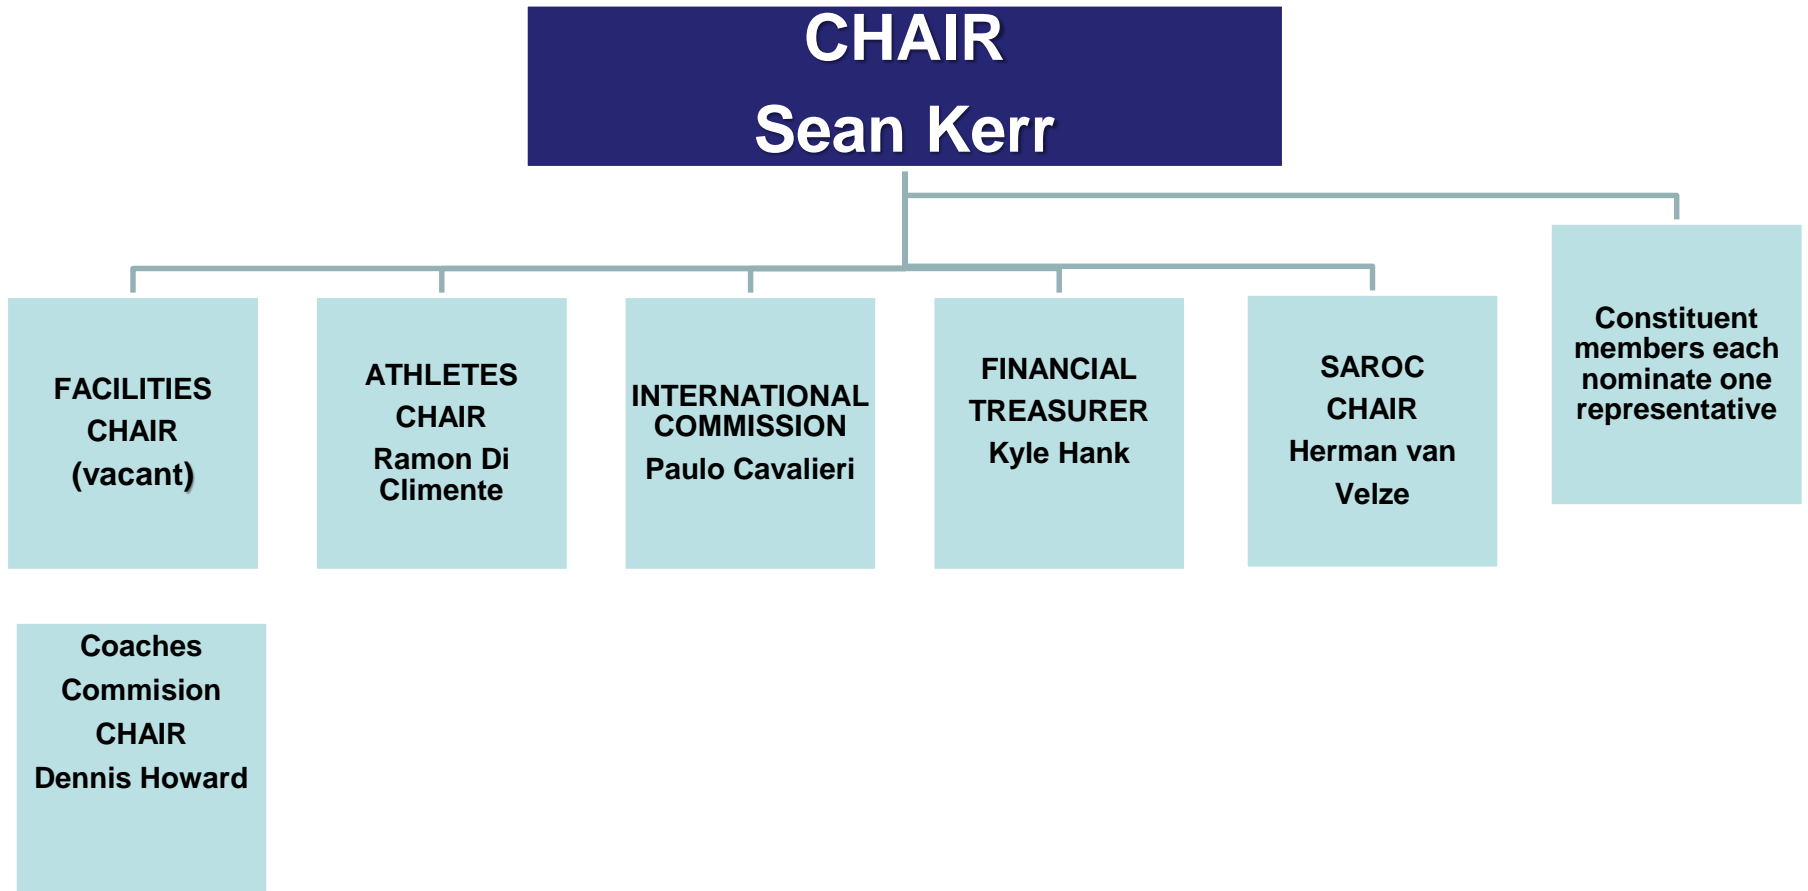 CHAIR
Sean Kerr
FACILITIES
CHAIR
(vacant)
ATHLETES
CHAIR
Ramon Di
Climente
INTERNATIONAL
COMMISSION
Paulo Cavalieri
FINANCIAL
TREASURER
Kyle Hank
SAROC
CHAIR
Herman van
Velze
Constituent
members each
nominate one
representative
Coaches
Commision
CHAIR
Dennis Howard